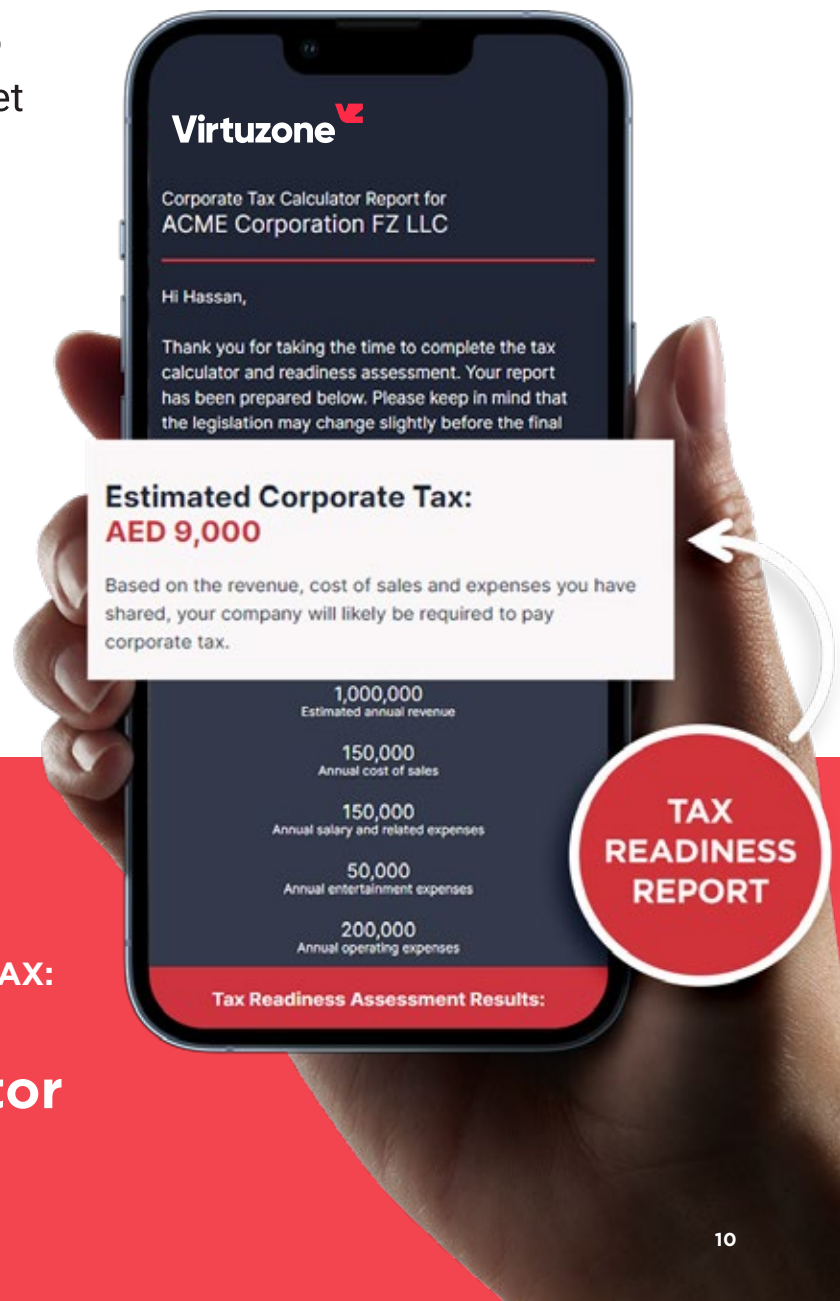 et
Virtuzone
Corporate Tax Calculator Report for
ACME Corporation FZ LLC
Hi Hassan,
Thank you for taking the time to complete the tax
calculator and readiness assessment. Your report
has been prepared below. Please keep in mind that
the legislation may change slightly before the final
Estimated Corporate Tax:
AED 9,000
Based on the revenue, cost of sales and expenses you have
shared, your company will likely be required to pay
corporate tax.
1,000,000
Estimated annual revenue
150,000
Annual cost of sales
150,000
Annual salary and related expenses
50,000
Annual entertainment expenses
200,000
Annual operating expenses
Tax Readiness Assessment Results:
TAX
READINESS
REPORT
AX:
tor
10